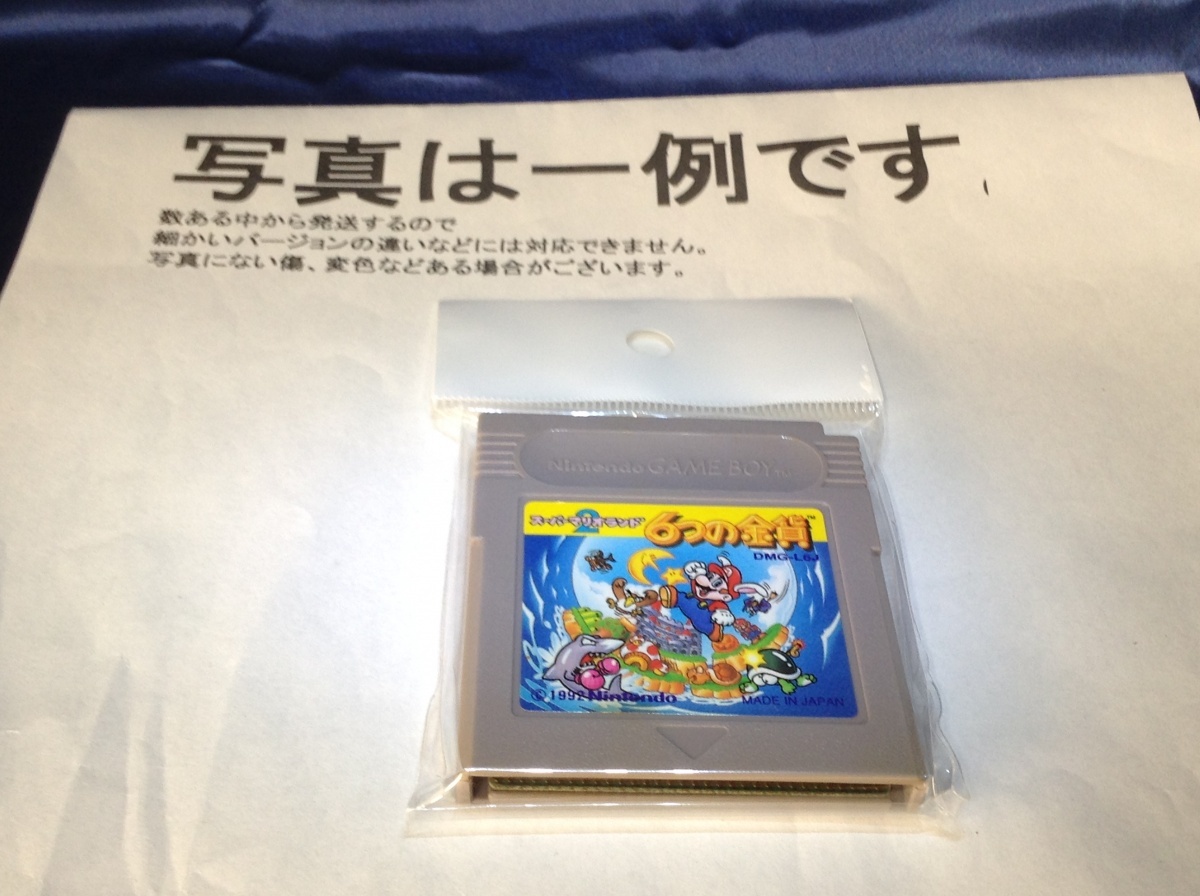 写真は一例です。
数ある中から発送するので
細かいバージョンの違いなどには対応できません。
写真にない傷、変色などある場合がございます。
Nintendo GAME BOY
スーパーマリオランド2 6つの金貨™
DMG-L6J
©1992 Nintendo
MADE IN JAPAN